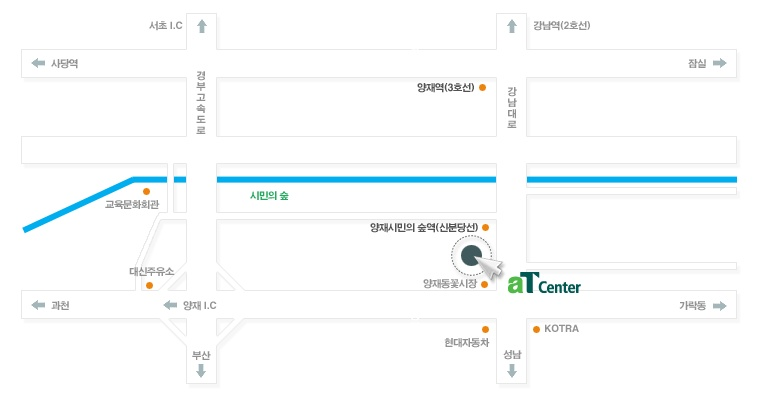 서초 I.C
강남역(2호선)
사당역
잠실
경부고속도로
양재역(3호선)
강남대로
교육문화회관
시민의 숲
양재시민의 숲역(신분당선)
대신주유소
양재동꽃시장
aT Center
과천
양재 I.C
가락동
현대자동차
KOTRA
부산
성남